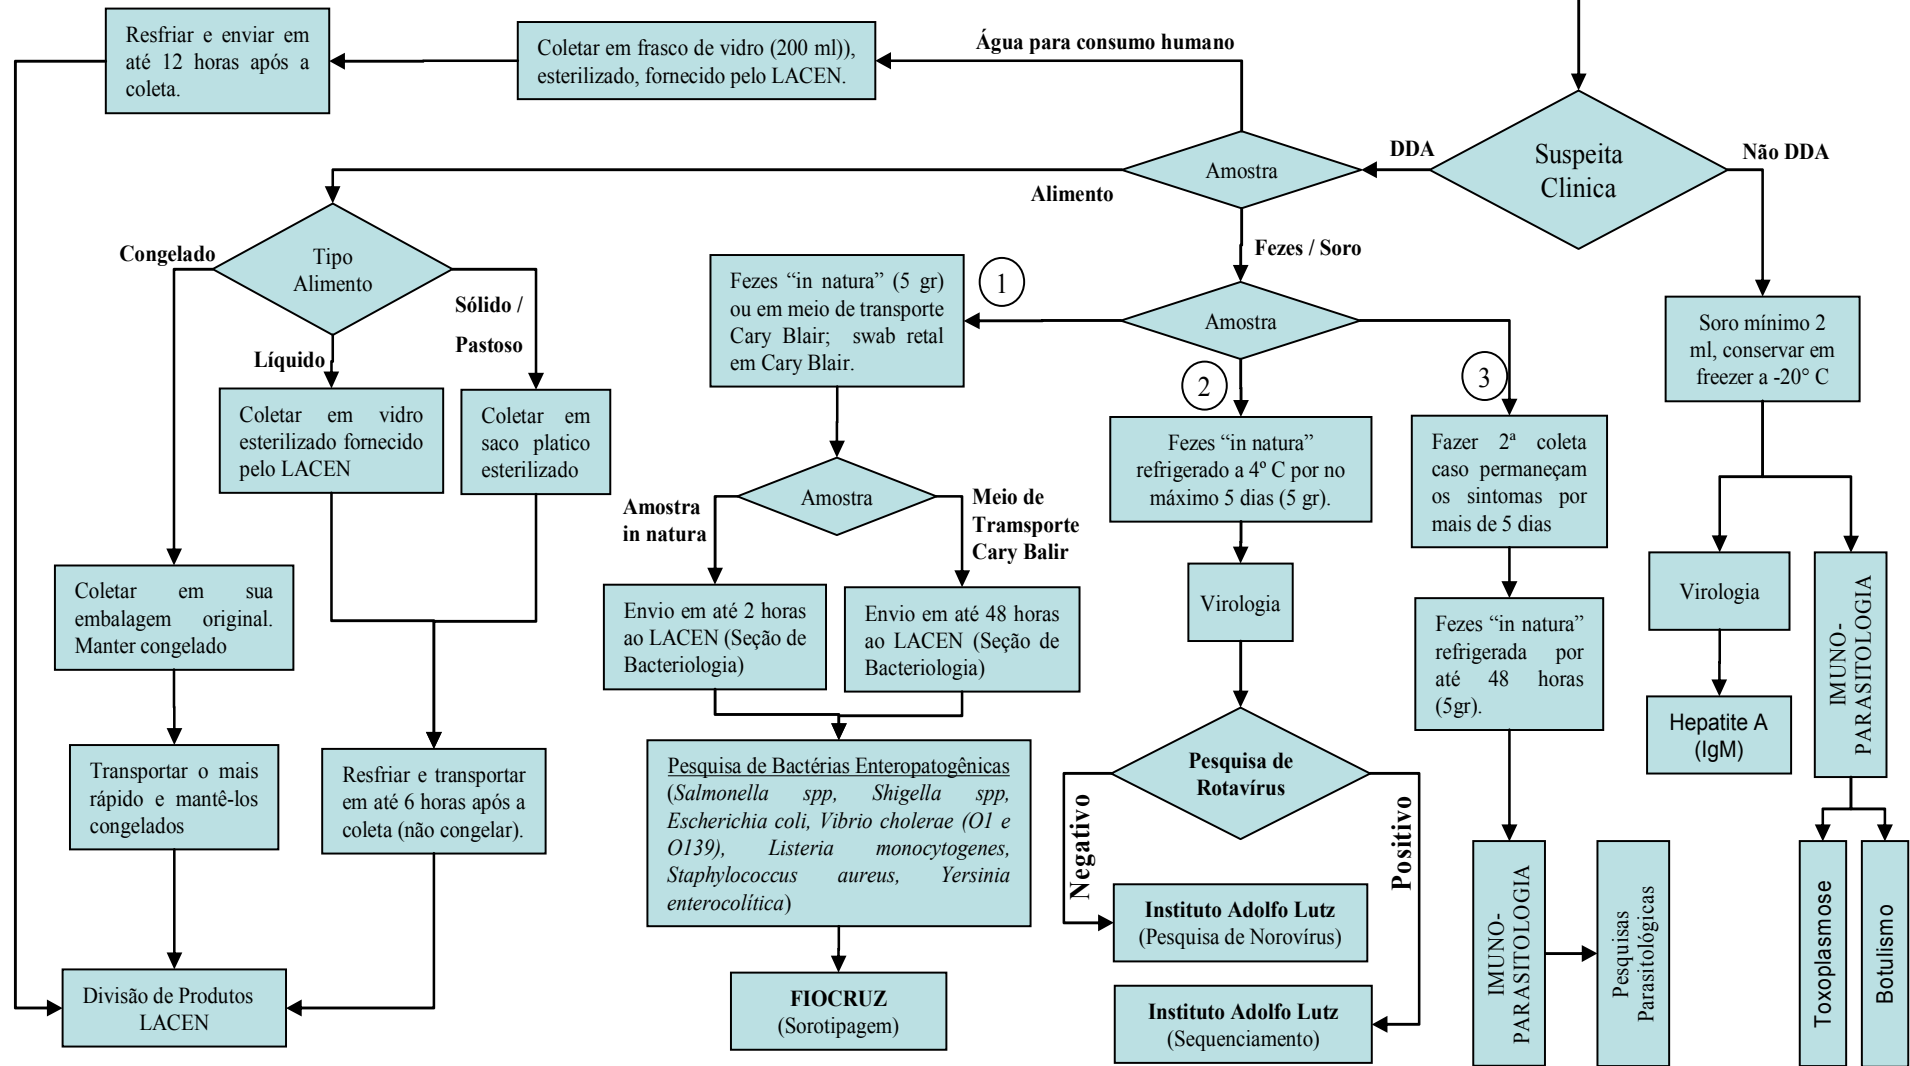 Resfriar e enviar em
até 12 horas após a
coleta.
Coletar em frasco de vidro (200 ml)),
esterilizado, fornecido pelo LACEN.
Água para consumo humano
Suspeita
Clinica
DDA
Não DDA
Amostra
Alimento
Fezes / Soro
Tipo
Alimento
Congelado
Líquido
Sólido /
Pastoso
Coletar em vidro
esterilizado fornecido
pelo LACEN
Coletar em
saco platico
esterilizado
Coletar em sua
embalagem original.
Manter congelado
Transportar o mais
rápido e mantê-los
congelados
Resfriar e transportar
em até 6 horas após a
coleta (não congelar).
Divisão de Produtos
LACEN
Amostra
1
2
3
Fezes “in natura” (5 gr)
ou em meio de transporte
Cary Blair; swab retal
em Cary Blair.
Amostra
Amostra
in natura
Meio de
Transporte
Cary Balir
Envio em até 2 horas
ao LACEN (Seção de
Bacteriologia)
Envio em até 48 horas
ao LACEN (Seção de
Bacteriologia)
Pesquisa de Bactérias Enteropatogênicas
(Salmonella spp, Shigella spp,
Escherichia coli, Vibrio cholerae (O1 e
O139), Listeria monocytogenes,
Staphylococcus aureus, Yersinia
enterocolítica)
FIOCRUZ
(Sorotipagem)
Fezes “in natura”
refrigerado a 4º C por no
máximo 5 dias (5 gr).
Virologia
Pesquisa de
Rotavírus
Negativo
Positivo
Instituto Adolfo Lutz
(Pesquisa de Norovírus)
Instituto Adolfo Lutz
(Sequenciamento)
Fazer 2ª coleta
caso permaneçam
os sintomas por
mais de 5 dias
Fezes “in natura”
refrigerada por
até 48 horas
(5gr).
IMUNO-
PARASITOLOGIA
Pesquisas
Parasitológicas
Soro mínimo 2
ml, conservar em
freezer a -20° C
Virologia
Hepatite A
(IgM)
IMUNO-
PARASITOLOGIA
Toxoplasmose
Botulismo